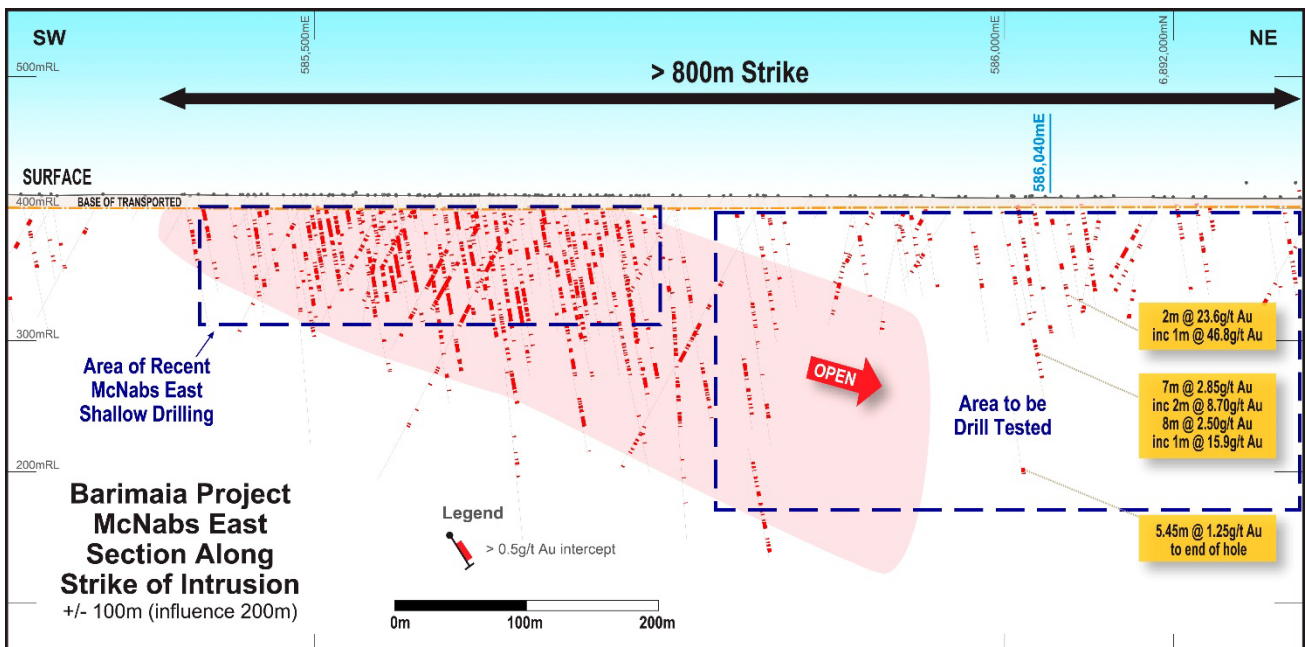 SW
NE
585,500mE
586,000mE
6,892,000mN
500mRL
> 800m Strike
586,040mE
SURFACE
400mRL
BASE OF TRANSPORTED
300mRL
200mRL
Area of Recent
McNabs East
Shallow Drilling
OPEN
Area to be
Drill Tested
2m @ 23.6g/t Au
inc 1m @ 46.8g/t Au
7m @ 2.85g/t Au
inc 2m @ 8.70g/t Au
8m @ 2.50g/t Au
inc 1m @ 15.9g/t Au
5.45m @ 1.25g/t Au
to end of hole
Barimaia Project
McNabs East
Section Along
Strike of Intrusion
+/- 100m (influence 200m)
Legend
> 0.5g/t Au intercept
0m
100m
200m